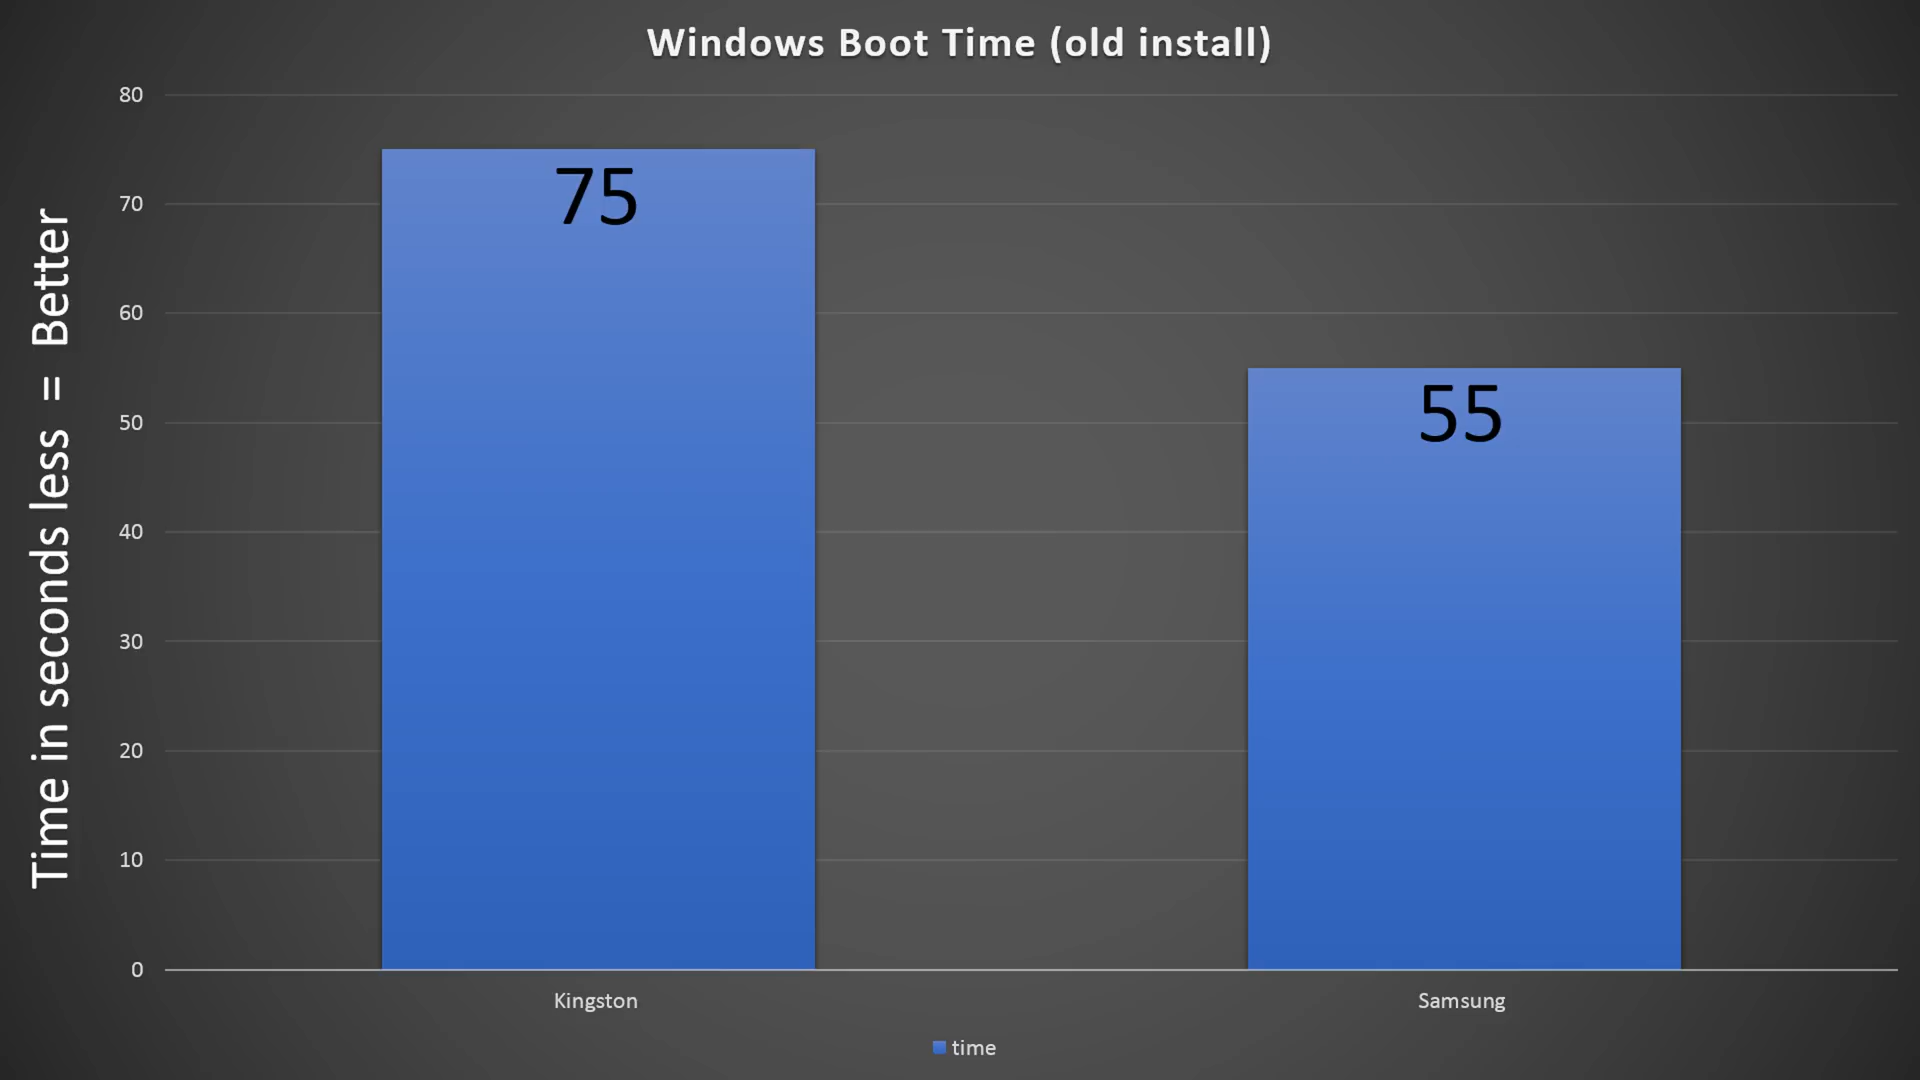 Windows Boot Time (old install)
Time in seconds less = Better
80
70
60
50
40
30
20
10
0
75
55
Kingston
Samsung
time